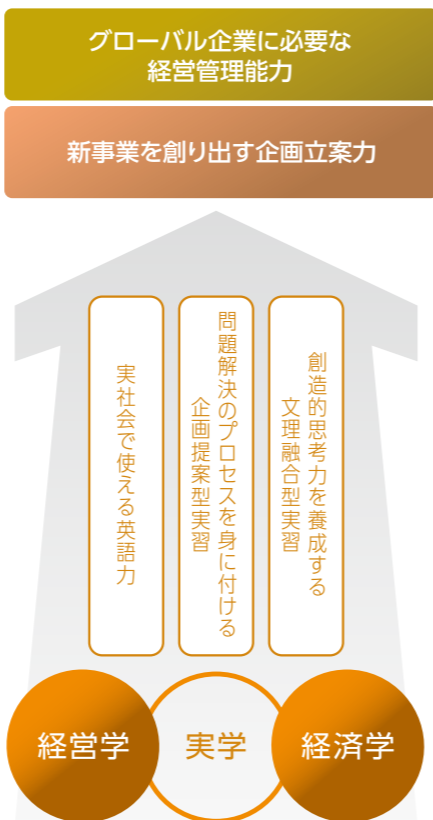 グローバル企業に必要な
経営管理能力
新事業を創り出す企画立案力
創造的思考力を養成する
文理融合型実習
問題解決のプロセスを身に付ける
企画提案型実習
実社会で使える英語力
経営学
実学
経済学